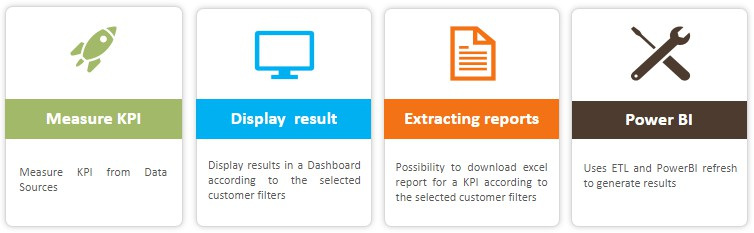 Measure KPI
Measure KPI from Data
Sources
Display result
Display results in a Dashboard
according to the selected
customer filters
Extracting reports
Possibility to download excel
report for a KPI according to
the selected customer filters
Power BI
Uses ETL and PowerBI refresh
to generate results